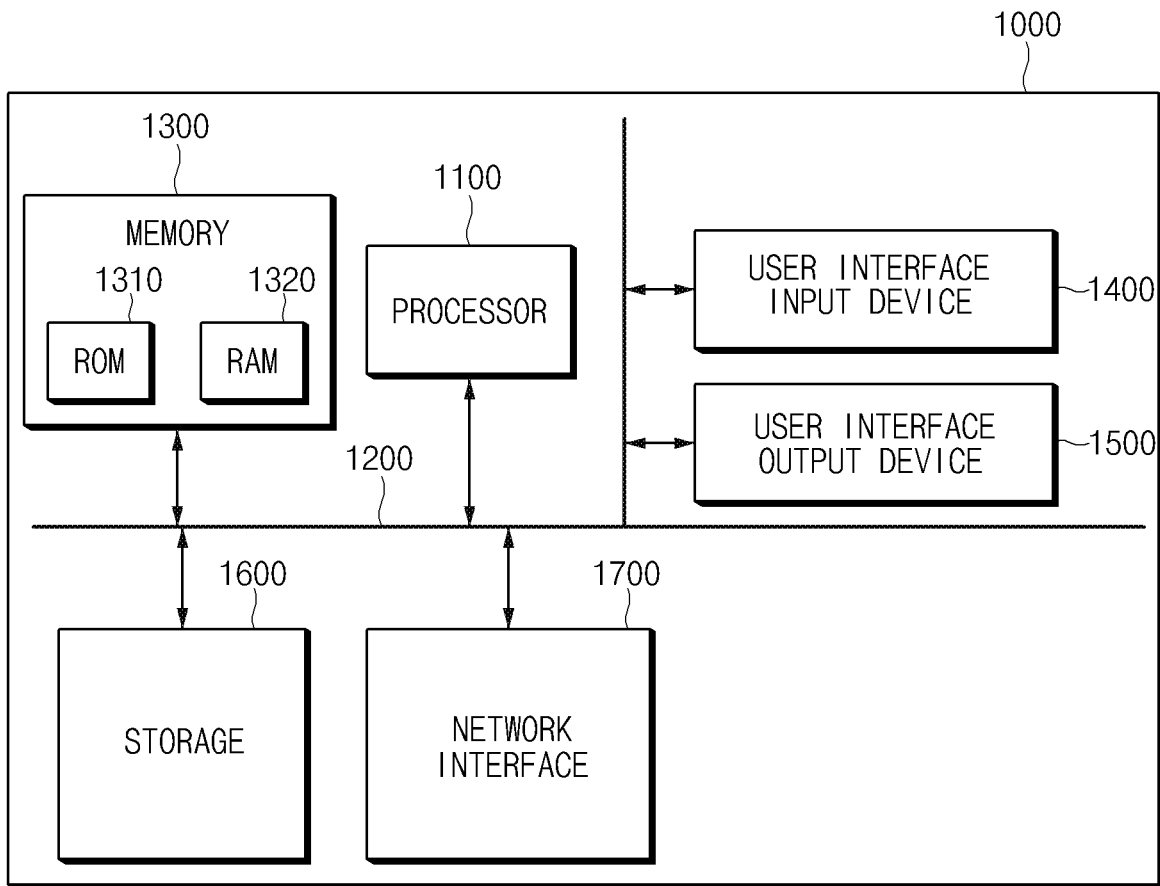 1000
1300
1100
MEMORY
1310
1320
ROM
RAM
PROCESSOR
USER INTERFACE
INPUT DEVICE
1400
USER INTERFACE
OUTPUT DEVICE
1500
1200
1600
1700
STORAGE
NETWORK
INTERFACE